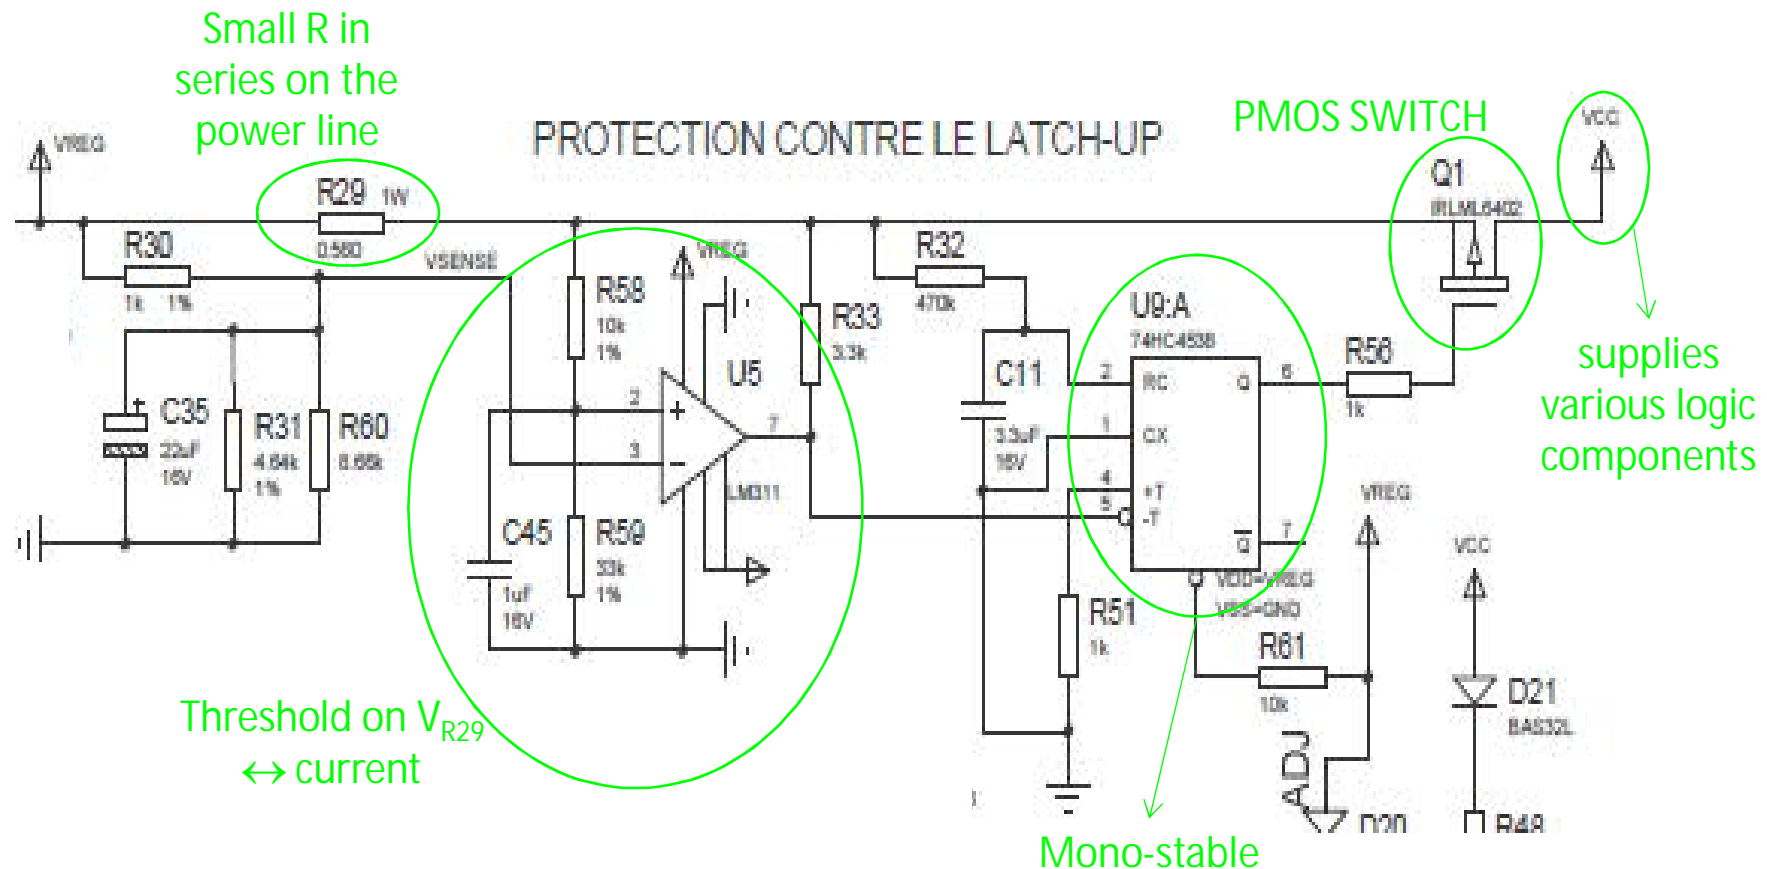 Small R in
series on the
power line
PROTECTION CONTRE LE LATCH-UP
PMOS SWITCH
VCC
VREG
R29 1W
0.560
Q1
IRLML6402
R30
1k 1%
VSENSE
VREG
R58
10k
1%
R33
3.3k
R32
470k
U9:A
74HC4538
U5
C11
3.3uF
16V
2
RC
Q
6
R56
1k
supplies
various logic
components
C35
22uF
16V
R31
4.64k
1%
R60
2
+
7
3
-
LM311
1
CX
4
+T
5
-T
Q
7
VREG
C45
1uF
16V
R59
33k
1%
VDD=VREG
VSS=GND
VCC
R51
1k
R61
10k
D21
BAS32L
Threshold on VR29
↔ current
ADJ
D20
R48
Mono-stable